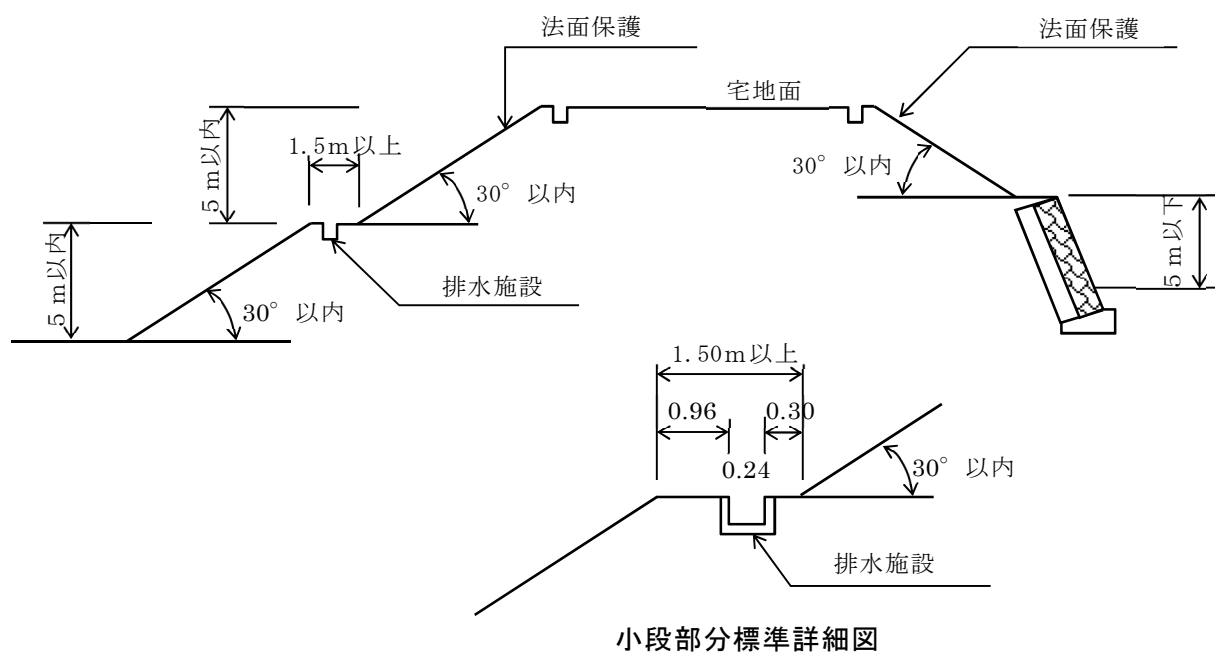 法面保護
法面保護
宅地面
5m以内
1.5m以上
30° 以内
30° 以内
5m以下
5m以内
30° 以内
排水施設
1.50m以上
0.96
0.30
0.24
30° 以内
排水施設
小段部分標準詳細図